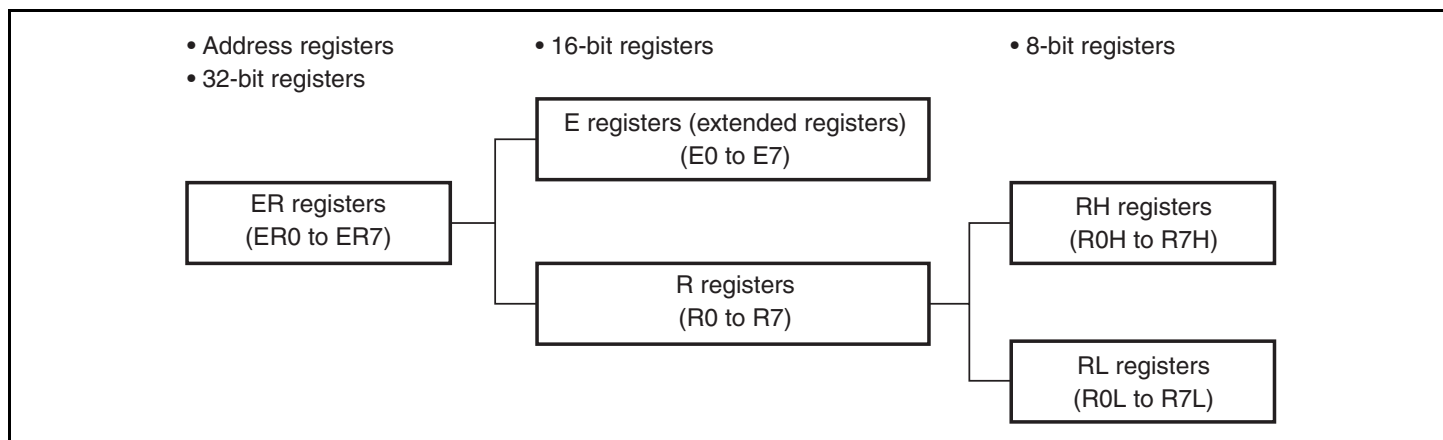 • Address registers
• 32-bit registers
• 16-bit registers
• 8-bit registers
E registers (extended registers)
(E0 to E7)
ER registers
(ER0 to ER7)
RH registers
(R0H to R7H)
R registers
(R0 to R7)
RL registers
(R0L to R7L)